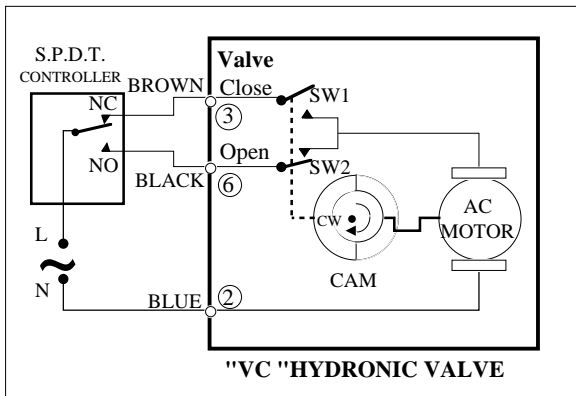 S.P.D.T.
CONTROLLER
NC
NO
L
N
BROWN
BLACK
BLUE
Valve
Close
3
SW1
Open
6
SW2
CW
CAM
AC
MOTOR
2
"VC "HYDRONIC VALVE